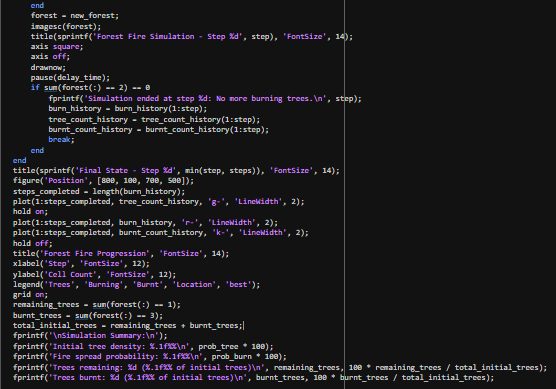 end
forest = new_forest;
imagesc(forest);
title(sprintf('Forest Fire Simulation - Step %d', step), 'FontSize', 14);
axis square;
axis off;
drawnow;
pause(delay_time);
if sum(forest(:) == 2) == 0
fprintf('Simulation ended at step %d: No more burning trees.\n', step);
burn_history = burn_history(1:step);
tree_count_history = tree_count_history(1:step);
burnt_count_history = burnt_count_history(1:step);
break;
end
end
title(sprintf('Final State - Step %d', min(step, steps)), 'FontSize', 14);
figure('Position', [800, 100, 700, 500]);
steps_completed = length(burn_history);
plot(1:steps_completed, tree_count_history, 'g-', 'LineWidth', 2);
hold on;
plot(1:steps_completed, burn_history, 'r-', 'LineWidth', 2);
plot(1:steps_completed, burnt_count_history, 'k-', 'LineWidth', 2);
hold off;
title('Forest Fire Progression', 'FontSize', 14);
xlabel('Step', 'FontSize', 12);
ylabel('Cell Count', 'FontSize', 12);
legend('Trees', 'Burning', 'Burnt', 'Location', 'best');
grid on;
remaining_trees = sum(forest(:) == 1);
burnt_trees = sum(forest(:) == 3);
total_initial_trees = remaining_trees + burnt_trees;
fprintf('\nSimulation Summary:\n');
fprintf('Initial tree density: %.1f%%\n', prob_tree * 100);
fprintf('Fire spread probability: %.1f%%\n', prob_burn * 100);
fprintf('Trees remaining: %d (%.1f%% of initial trees)\n', remaining_trees, 100 * remaining_trees / total_initial_trees);
fprintf('Trees burnt: %d (%.1f%% of initial trees)\n', burnt_trees, 100 * burnt_trees / total_initial_trees);